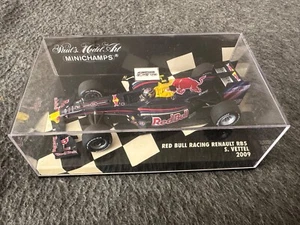 Paul's Model Art
MINICHAMPS
Red Bull
RED BULL RACING RENAULT RB5
S. VETTEL
2009